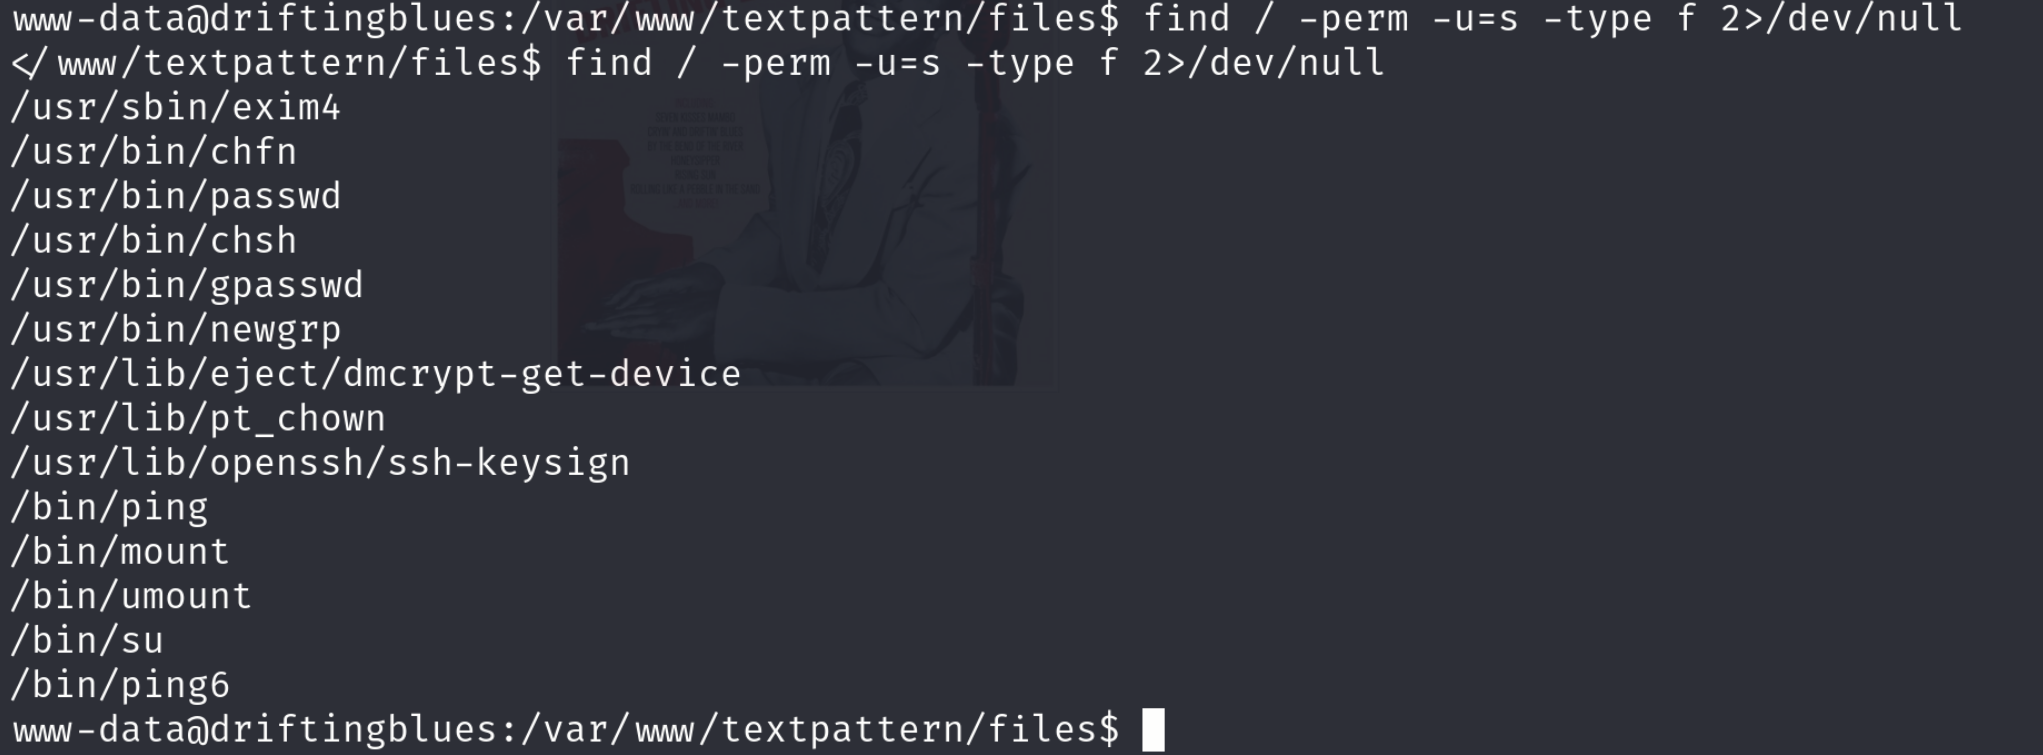 www-data@driftingblues:/var/www/textpattern/files$ find / -perm -u=s -type f 2>/dev/null
</www/textpattern/files$ find / -perm -u=s -type f 2>/dev/null
/usr/sbin/exim4
/usr/bin/chfn
/usr/bin/passwd
/usr/bin/chsh
/usr/bin/gpasswd
/usr/bin/newgrp
/usr/lib/eject/dmcrypt-get-device
/usr/lib/pt_chown
/usr/lib/openssh/ssh-keysign
/bin/ping
/bin/mount
/bin/umount
/bin/su
/bin/ping6
www-data@driftingblues:/var/www/textpattern/files$